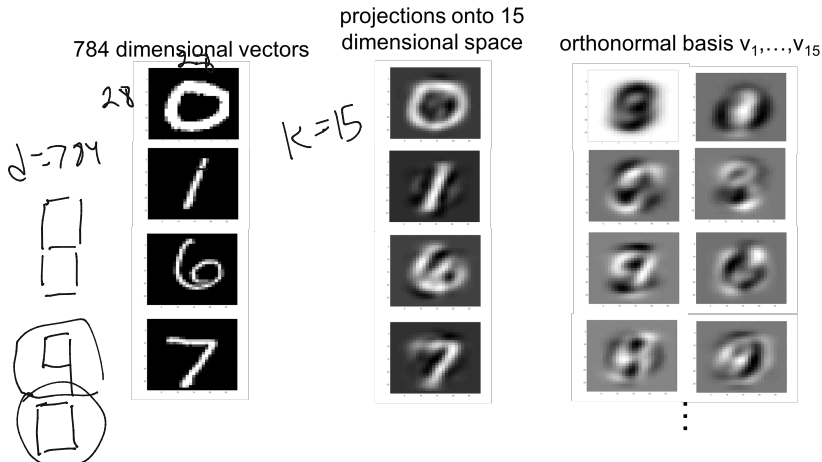 projections onto 15
dimensional space
784 dimensional vectors
orthonormal basis v1,…,v15
28
28
k=15
d=784